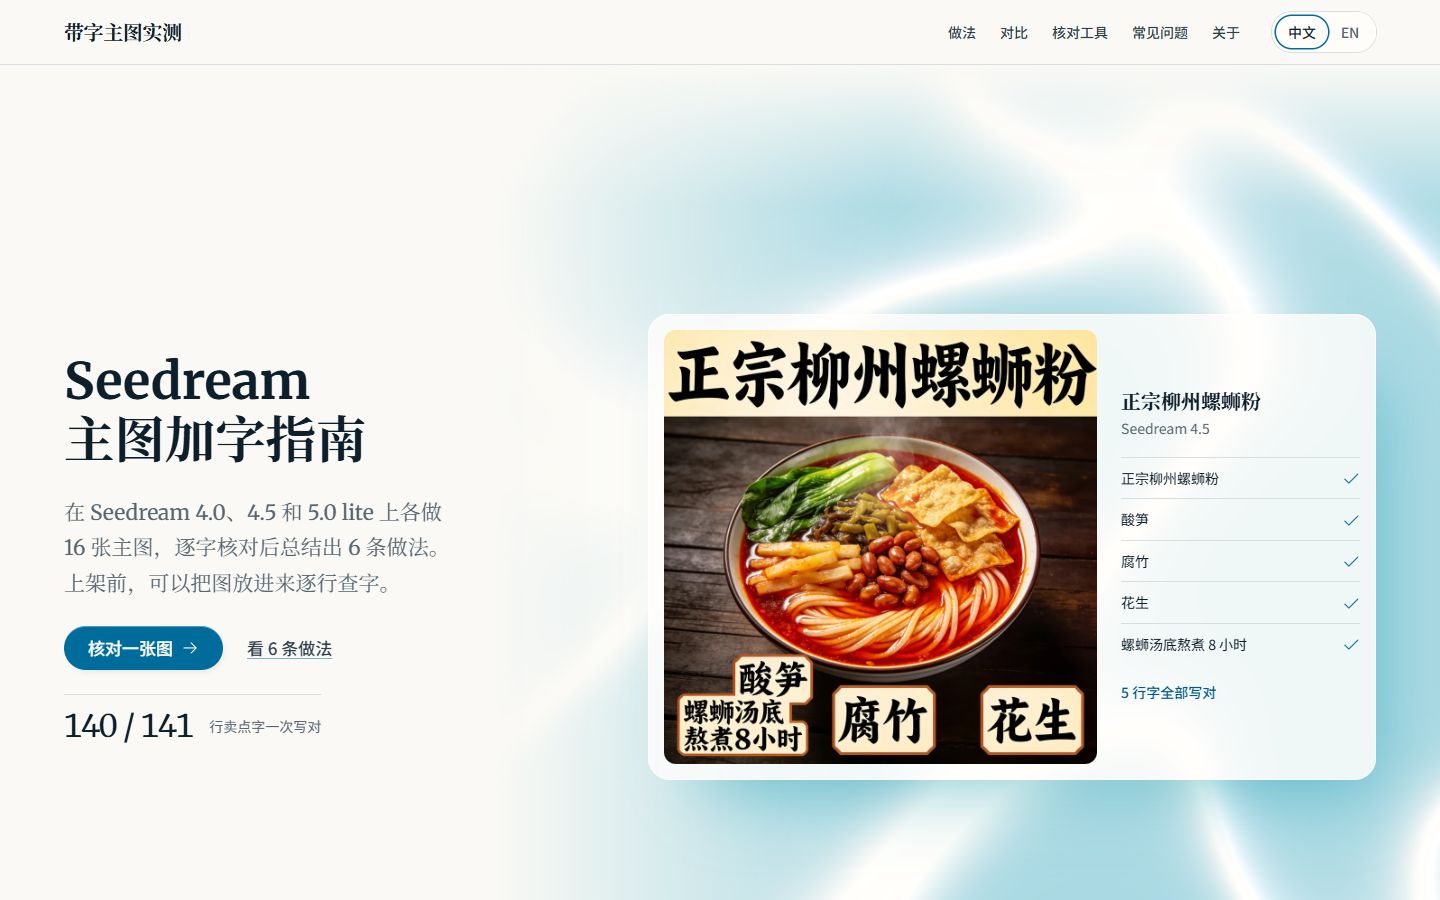 带字主图实测
做法
对比
核对工具
常见问题
关于
中文
EN
Seedream
主图加字指南
在 Seedream 4.0、4.5 和 5.0 lite 上各做
16 张主图，逐字核对后总结出 6 条做法。
上架前，可以把图放进来逐行查字。
核对一张图 →
看 6 条做法
140 / 141 行卖点字一次写对
正宗柳州螺蛳粉
酸笋
螺蛳汤底
熬煮8小时
腐竹
花生
正宗柳州螺蛳粉
Seedream 4.5
正宗柳州螺蛳粉
酸笋
腐竹
花生
螺蛳汤底熬煮 8 小时
5 行字全部写对